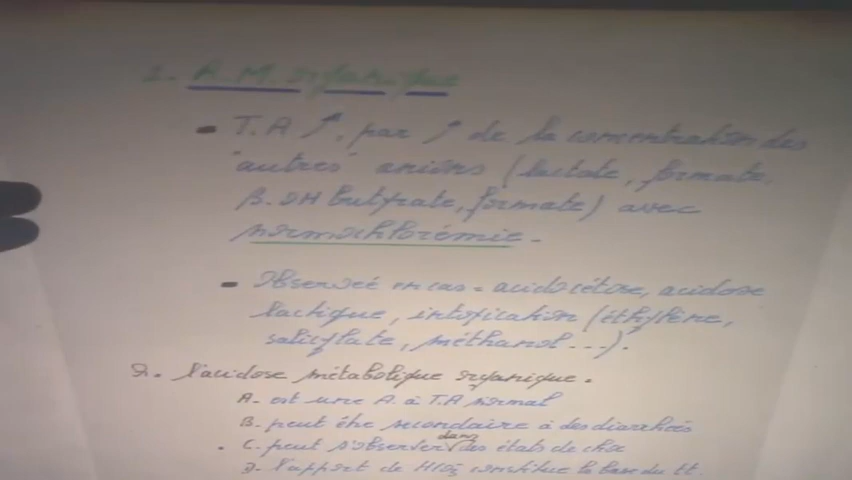 1. A.M. organique
- T.A ↗, par ↗ de la concentration des
"autres" anions (lactate, formate,
β.OH butyrate, formate) avec
normochlorémie.
- Observeé en cas = acidocétose, acidose
lactique, intoxication (éthylène,
salicylate, méthanol ...).
2. l'acidose métabolique organique.
A. est une A. à T.A normal
B. peut être secondaire à des diarrhées
C. peut s'observer dans des états de choc
D. l'apport de HCO3 constitue la base du tt.